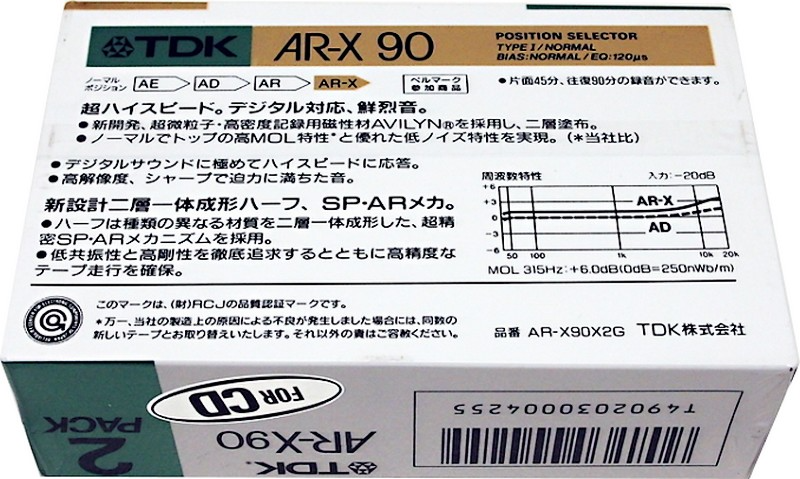 TDK AR-X 90
POSITION SELECTOR
TYPE I/NORMAL
BIAS:NORMAL/EQ:120μs
ノーマル
ポジション
AE AD AR AR-X
ベルマーク
参加商品
●片面45分、往復90分の録音ができます。
超ハイスピード。デジタル対応、鮮烈音。
●新開発、超微粒子・高密度記録用磁性材AVILYN®を採用し、二層塗布。
●ノーマルでトップの高MOL特性*と優れた低ノイズ特性を実現。(*当社比)
●デジタルサウンドに極めてハイスピードに応答。
●高解像度、シャープで迫力に満ちた音。
新設計二層一体成形ハーフ、SP・ARメカ。
●ハーフは種類の異なる材質を二層一体成形した、超精
密SP・ARメカニズムを採用。
●低共振性と高剛性を徹底追求するとともに高精度な
テープ走行を確保。
周波数特性 入力:-20dB
+6
+3
0
-3
-6
AR-X
AD
50 100 1k 10k 20k
MOL 315Hz:+6.0dB(0dB=250nWb/m)
このマークは、(財)RCJの品質認証マークです。
*万一、当社の製造上の原因による不良が発生しました場合には、同数の
新しいテープとお取り替えいたします。それ以外の責はご容赦ください。
品番 AR-X90X2G TDK株式会社
2
PACK
FOR CD
TDK
AR-X90
T4902030004255